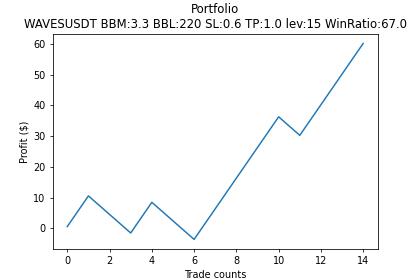 Portfolio
WAVESUSDT BBM:3.3 BBL:220 SL:0.6 TP:1.0 lev:15 WinRatio:67.0
60
50
40
30
20
10
0
Profit ($)
0 2 4 6 8 10 12 14
Trade counts